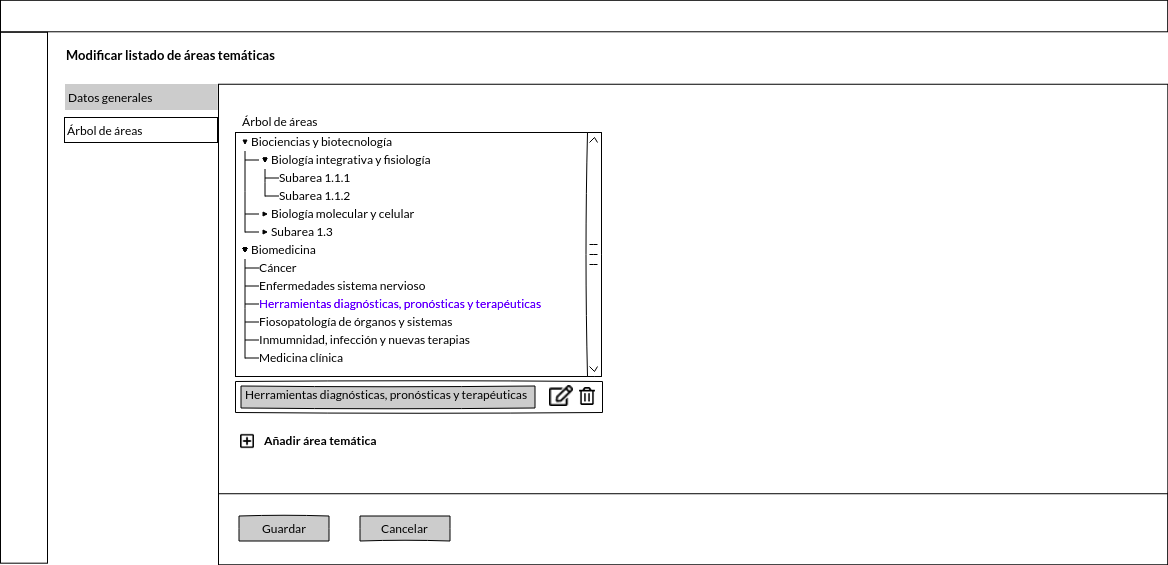 Modificar listado de áreas temáticas
Datos generales
Árbol de áreas
Árbol de áreas
Biociencias y biotecnología
Biología integrativa y fisiología
Subarea 1.1.1
Subarea 1.1.2
Biología molecular y celular
Subarea 1.3
Biomedicina
Cáncer
Enfermedades sistema nervioso
Herramientas diagnósticas, pronósticas y terapéuticas
Fiosopatología de órganos y sistemas
Inmumnidad, infección y nuevas terapias
Medicina clínica
Herramientas diagnósticas, pronósticas y terapéuticas
Añadir área temática
Guardar
Cancelar